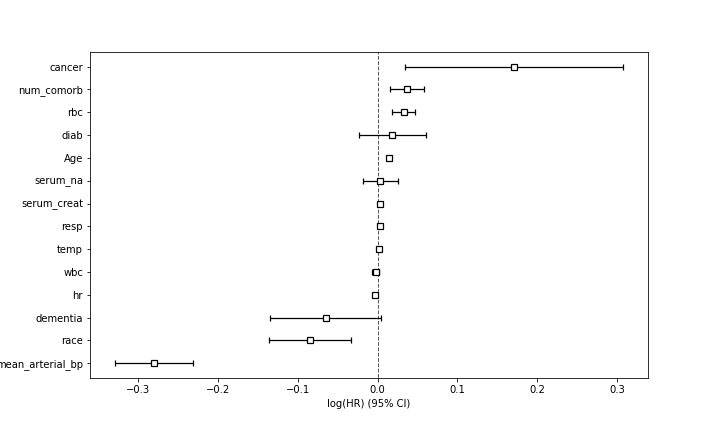 cancer
num_comorb
rbc
diab
Age
serum_na
serum_creat
resp
temp
wbc
hr
dementia
race
mean_arterial_bp
−0.3 −0.2 −0.1 0.0 0.1 0.2 0.3
log(HR) (95% CI)